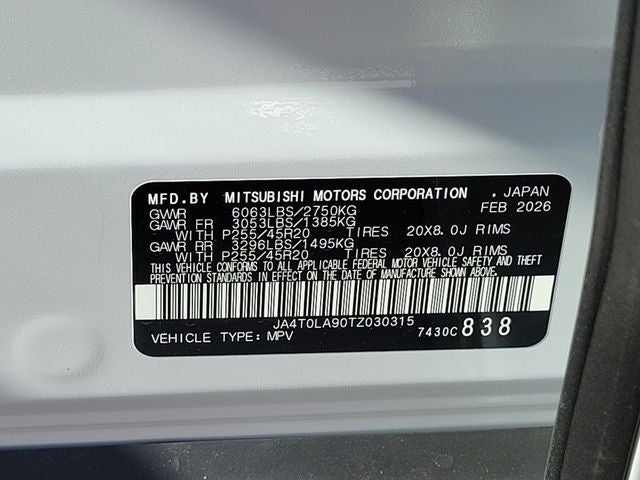 MFD.BY MITSUBISHI MOTORS CORPORATION . JAPAN
GVWR 6063LBS/2750KG FEB 2026
GAWR FR 3053LBS/1385KG
WITH P255/45R20 TIRES 20X8.0J RIMS
GAWR RR 3296LBS/1495KG
WITH P255/45R20 TIRES 20X8.0J RIMS
THIS VEHICLE CONFORMS TO ALL APPLICABLE FEDERAL MOTOR VEHICLE SAFETY AND THEFT
PREVENTION STANDARDS IN EFFECT ON THE DATE OF MANUFACTURE SHOWN ABOVE.
JA4T0LA90TZ030315
VEHICLE TYPE:MPV 7430C 838